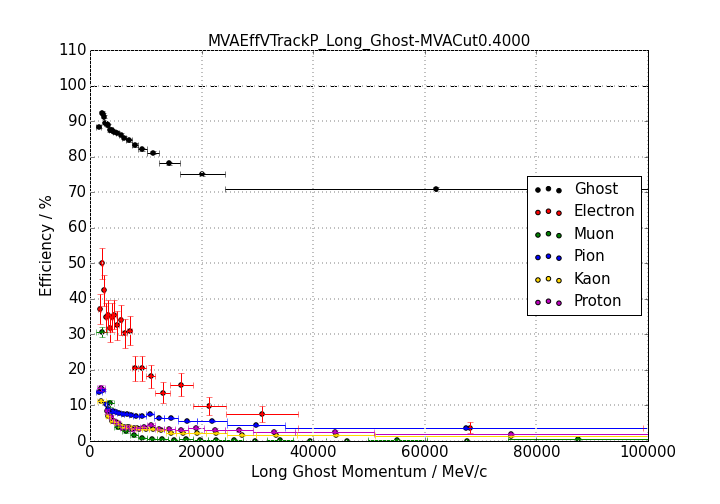 MVAEffVTrackP_Long_Ghost-MVACut0.4000
110
100
90
80
70
60
50
40
30
20
10
0
Efficiency / %
Ghost
Electron
Muon
Pion
Kaon
Proton
0 20000 40000 60000 80000 100000
Long Ghost Momentum / MeV/c